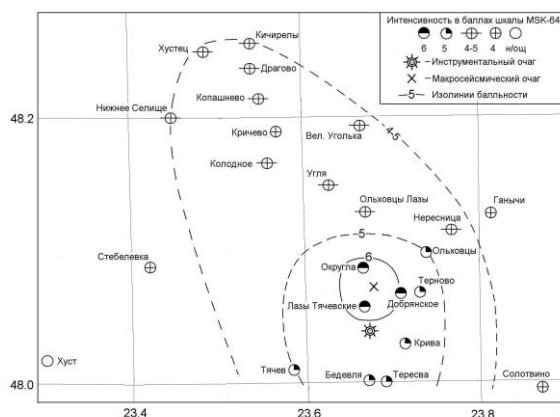 Интенсивность в баллах шкалы MSK-64
6 5 4-5 4 н/ощ
–Инструментальный очаг
–Макросейсмический очаг
5 –Изолинии балльности
Кичирелы
Хустец
Драгово
Копашнево
Нижнее Селище
48.2
Кричево
Вел. Уголька
4-5
Колодное
Угля
Ольховцы Лазы
Ганычи
Нересница
5
Ольховцы
Стебелевка
6
Округла
Терново
Лазы Тячевские
Добрянское
Крива
Хуст
Тячев
Бедевля
Тересва
Солотвино
48.0
23.4 23.6 23.8